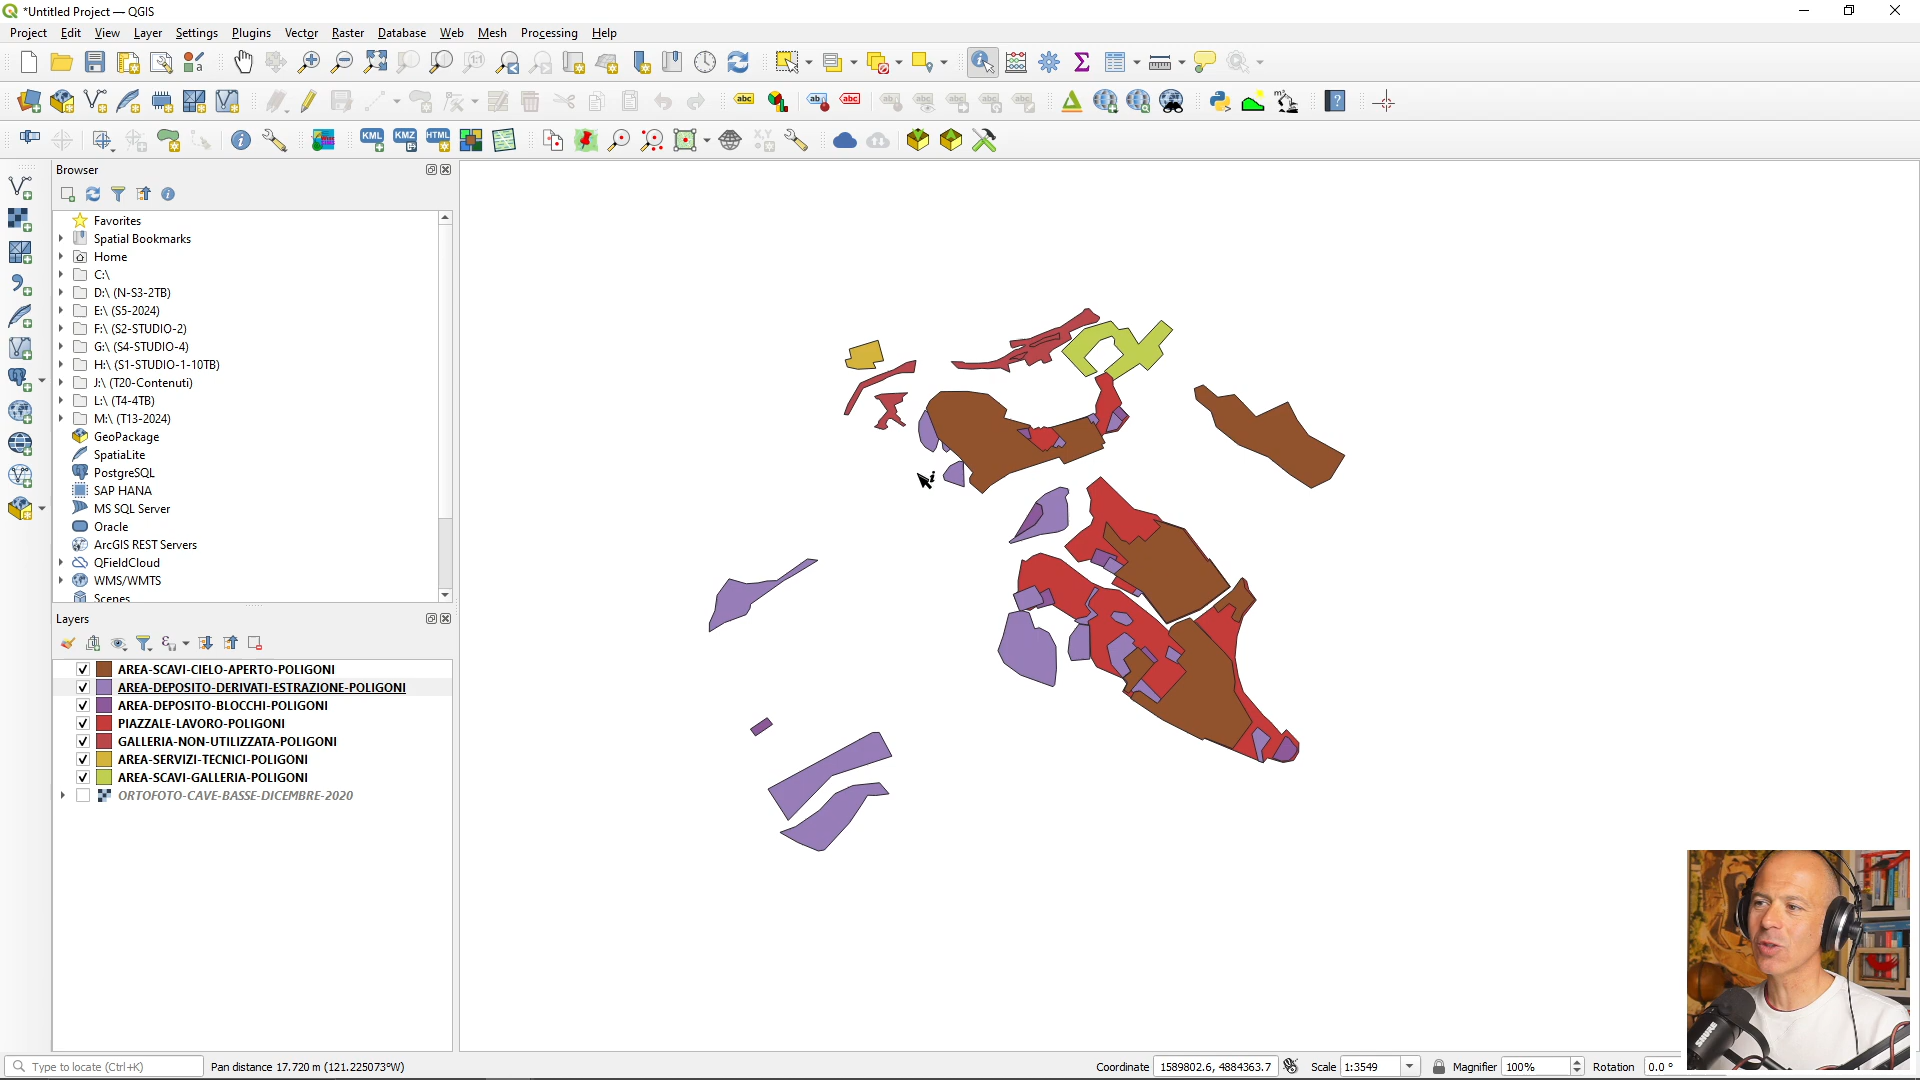 *Untitled Project — QGIS
Project Edit View Layer Settings Plugins Vector Raster Database Web Mesh Processing Help
Browser
Favorites
Spatial Bookmarks
Home
C:\
D:\ (N-S3-2TB)
E:\ (S5-2024)
F:\ (S2-STUDIO-2)
G:\ (S4-STUDIO-4)
H:\ (S1-STUDIO-1-10TB)
J:\ (T20-Contenuti)
L:\ (T4-4TB)
M:\ (T13-2024)
GeoPackage
SpatiaLite
PostgreSQL
SAP HANA
MS SQL Server
Oracle
ArcGIS REST Servers
QFieldCloud
WMS/WMTS
Scenes
Layers
AREA-SCAVI-CIELO-APERTO-POLIGONI
AREA-DEPOSITO-DERIVATI-ESTRAZIONE-POLIGONI
AREA-DEPOSITO-BLOCCHI-POLIGONI
PIAZZALE-LAVORO-POLIGONI
GALLERIA-NON-UTILIZZATA-POLIGONI
AREA-SERVIZI-TECNICI-POLIGONI
AREA-SCAVI-GALLERIA-POLIGONI
ORTOFOTO-CAVE-BASSE-DICEMBRE-2020
Type to locate (Ctrl+K) Pan distance 17.720 m (121.225073°W) Coordinate 1589802.6, 4884363.7 Scale 1:3549 Magnifier 100% Rotation 0.0 °